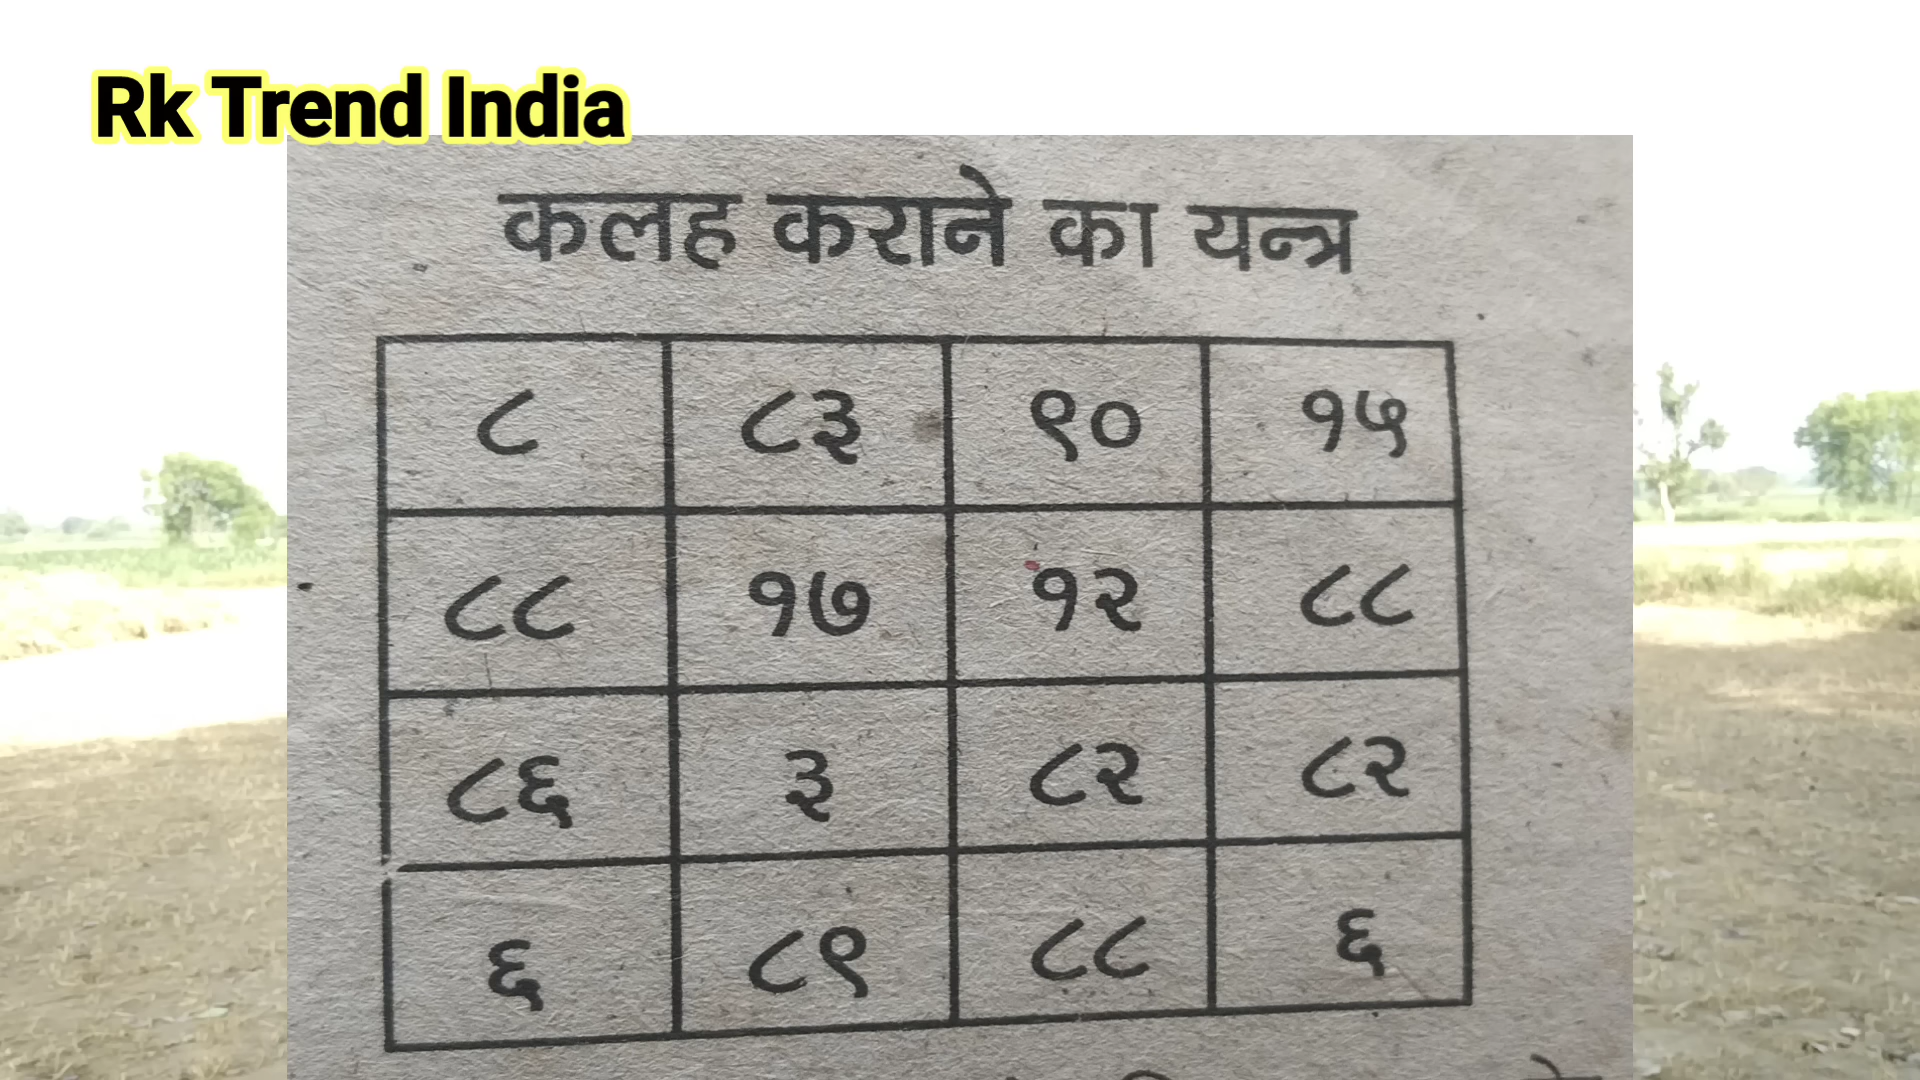 Rk Trend India
कलह कराने का यन्त्र
८ ८३ ९० १५
८८ १७ १२ ८८
८६ ३ ८२ ८२
६ ८९ ८८ ६